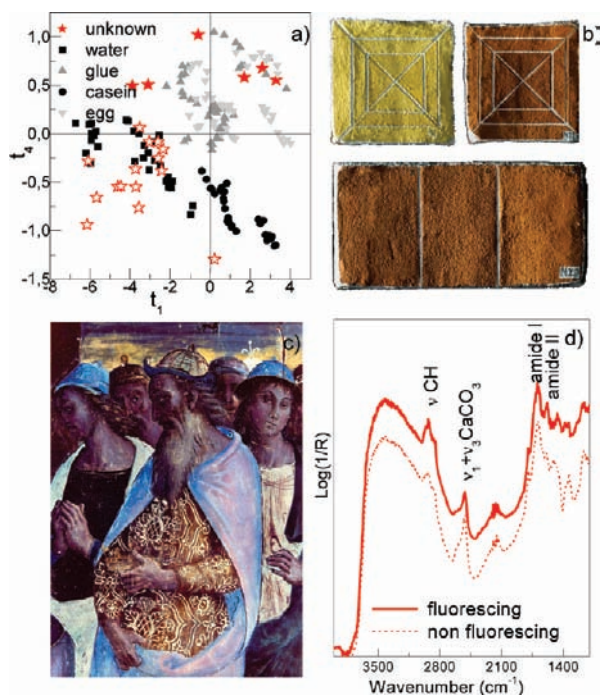 a)
unknown
water
glue
casein
egg
1,0
0,5
0,0
-0,5
-1,0
-1,5
t4
-8 -6 -4 -2 0 2 4
t1
b)
c)
d)
ν CH
ν1+ν3CaCO3
amide I
amide II
Log(1/R)
fluorescing
non fluorescing
3500 2800 2100 1400
Wavenumber (cm-1)